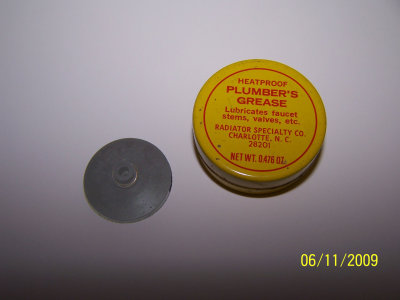 HEATPROOF
PLUMBER'S
GREASE
Lubricates faucet
stems, valves, etc.
RADIATOR SPECIALTY CO.
CHARLOTTE, N. C.
28201
NET WT. 0.476 OZ.
06/11/2009